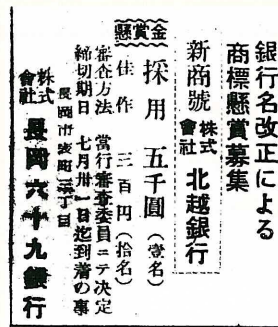 銀行名改正による
商標懸賞募集
新商號 株式會社 北越銀行
懸賞金
採用 五千圓（壹名）
佳作 三百円（拾名）
審査方法 當行審査委員ニテ決定
締切期日 七月卅一日迄到着の事
長岡市表町三丁目
株式會社 長岡六十九銀行